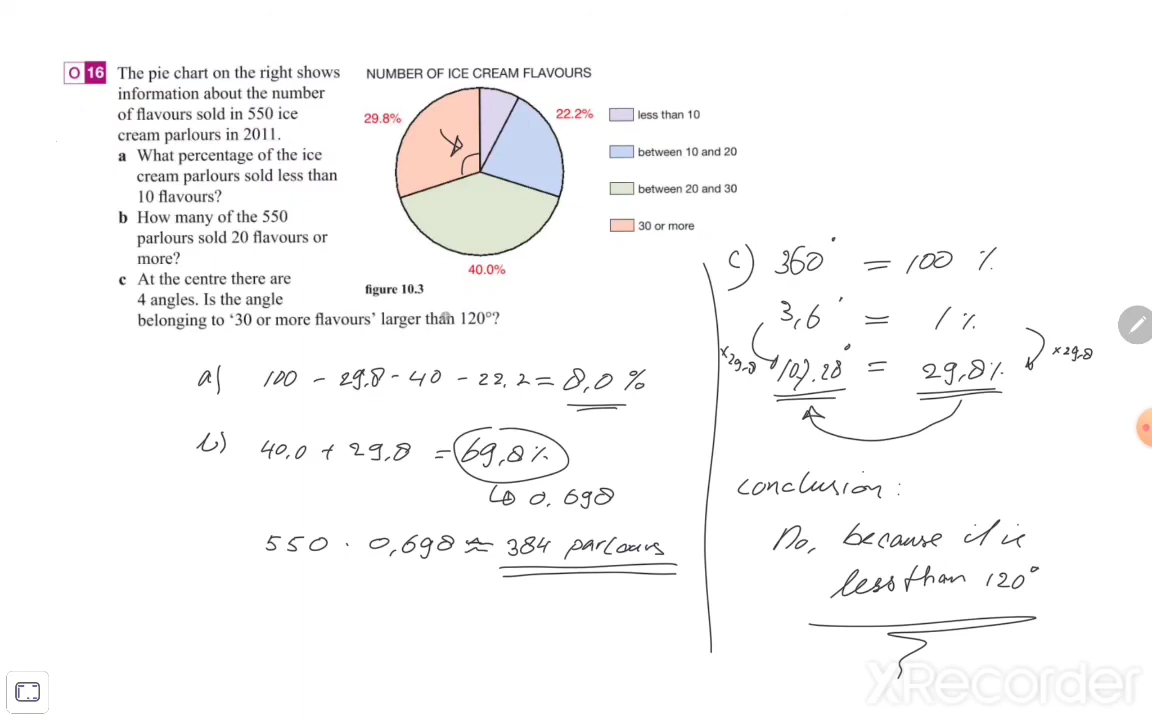 O 16
The pie chart on the right shows
information about the number
of flavours sold in 550 ice
cream parlours in 2011.
a What percentage of the ice
cream parlours sold less than
10 flavours?
b How many of the 550
parlours sold 20 flavours or
more?
c At the centre there are
4 angles. Is the angle
belonging to ‘30 or more flavours’ larger than 120°?
NUMBER OF ICE CREAM FLAVOURS
29.8%
22.2%
40.0%
less than 10
between 10 and 20
between 20 and 30
30 or more
figure 10.3
a) 100 - 29,8 - 40 - 22,2 = 8,0 %
b) 40,0 + 29,8 = 69,8%
↳ 0.698
550 · 0,698 ≈ 384 parlours
c) 360° = 100 %
3,6° = 1 %
×29,8 107.28° = 29,8% ×29,8
conclusion:
No, because it is
less than 120°
XRecorder